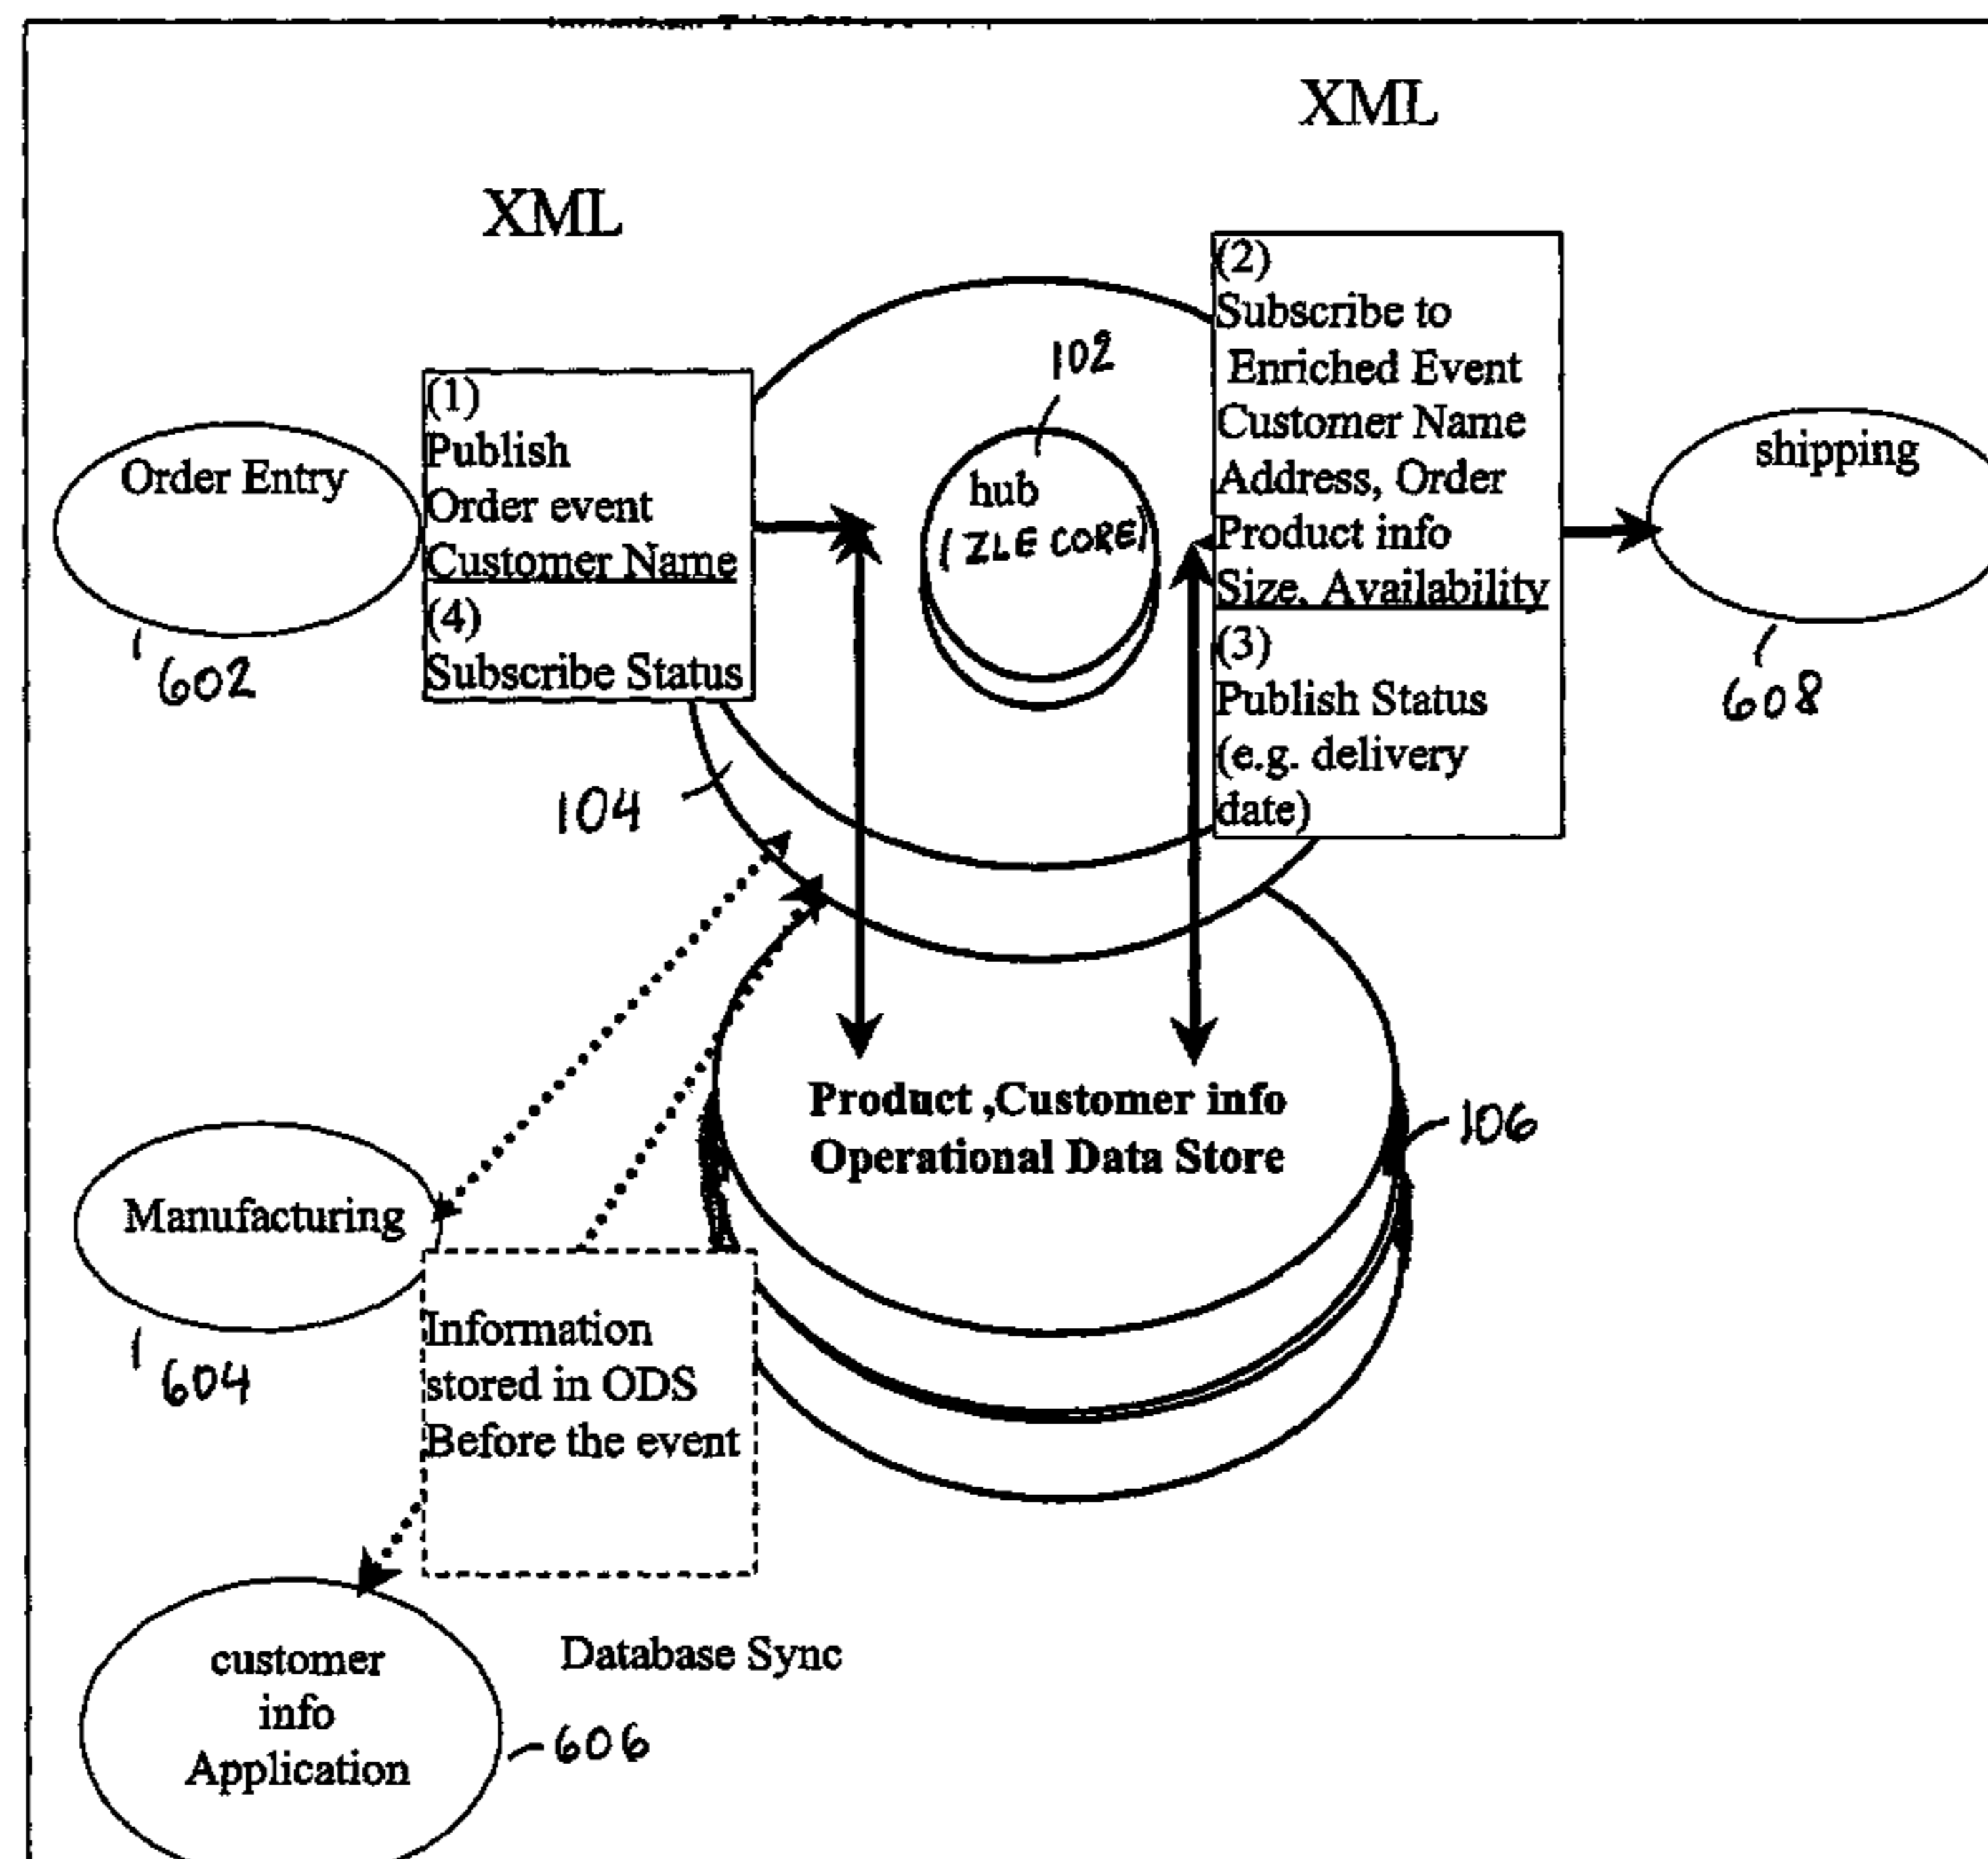 XML
XML
(1)
Publish
Order event
Customer Name
(4)
Subscribe Status
Order Entry
602
102
hub
(ZLE CORE)
(2)
Subscribe to
Enriched Event
Customer Name
Address, Order
Product info
Size, Availability
(3)
Publish Status
(e.g. delivery
date)
shipping
608
104
Product ,Customer info
Operational Data Store
106
Manufacturing
604
Information
stored in ODS
Before the event
customer
info
Application
Database Sync
606